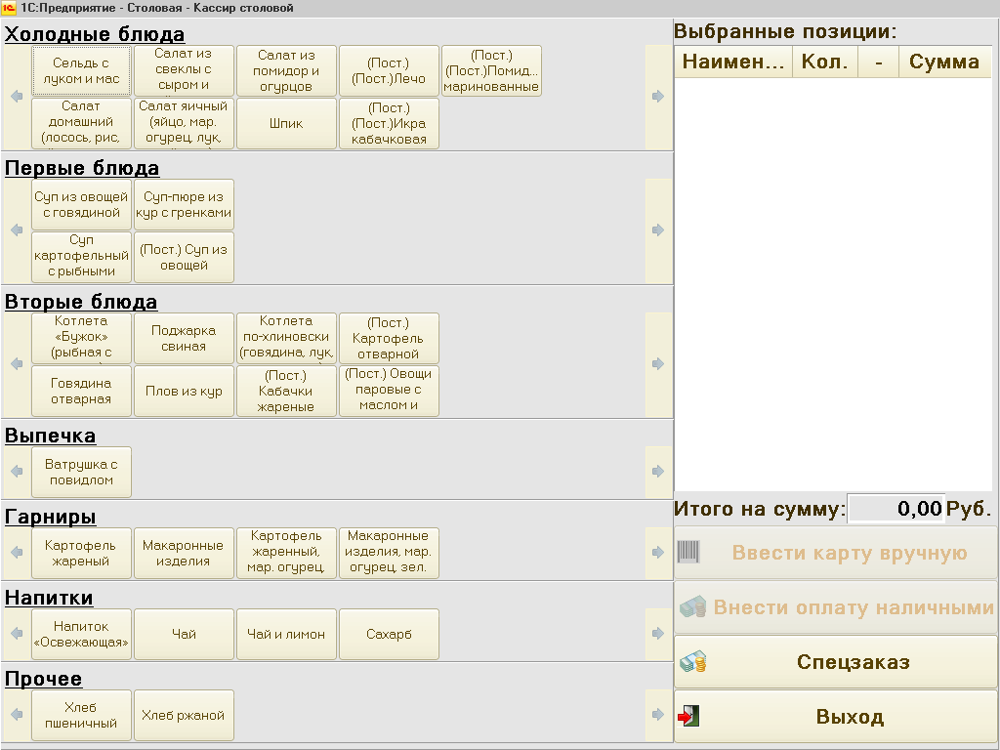 1С:Предприятие - Столовая - Кассир столовой
Холодные блюда
Сельдь с
луком и мас
Салат из
свеклы с
сыром и
Салат из
помидор и
огурцов
(Пост.)
(Пост.)Лечо
(Пост.)
(Пост.)Помид...
маринованные
Салат
домашний
(лосось, рис,
Салат яичный
(яйцо, мар.
огурец, лук,
Шпик
(Пост.)
(Пост.)Икра
кабачковая
Первые блюда
Суп из овощей
с говядиной
Суп-пюре из
кур с гренками
Суп
картофельный
с рыбными
(Пост.) Суп из
овощей
Вторые блюда
Котлета
«Бужок»
(рыбная с
Поджарка
свиная
Котлета
по-хлиновски
(говядина, лук,
(Пост.)
Картофель
отварной
Говядина
отварная
Плов из кур
(Пост.)
Кабачки
жареные
(Пост.) Овощи
паровые с
маслом и
Выпечка
Ватрушка с
повидлом
Гарниры
Картофель
жареный
Макаронные
изделия
Картофель
жаренный,
мар. огурец,
Макаронные
изделия, мар.
огурец, зел.
Напитки
Напиток
«Освежающая»
Чай
Чай и лимон
Сахарб
Прочее
Хлеб
пшеничный
Хлеб ржаной
Выбранные позиции:
Наимен... Кол. - Сумма
Итого на сумму: 0,00 Руб.
Ввести карту вручную
Внести оплату наличными
Спецзаказ
Выход